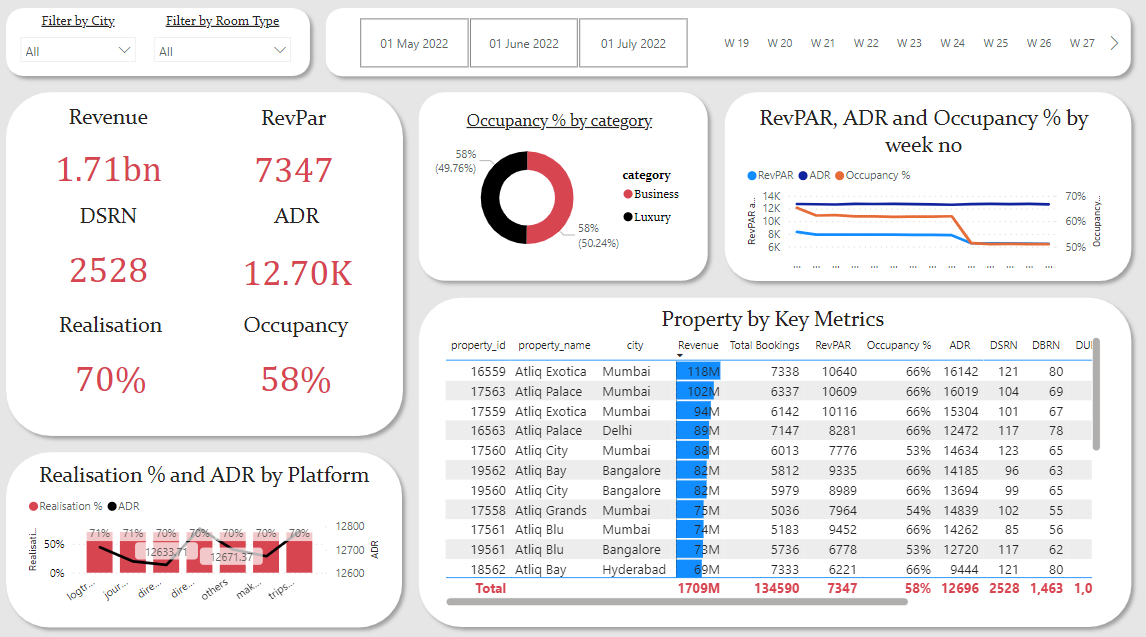 Filter by City
All
Filter by Room Type
All
01 May 2022 01 June 2022 01 July 2022
W 19 W 20 W 21 W 22 W 23 W 24 W 25 W 26 W 27
Revenue RevPar
1.71bn 7347
DSRN ADR
2528 12.70K
Realisation Occupancy
70% 58%
Occupancy % by category
58%
(49.76%)
58%
(50.24%)
category
Business
Luxury
RevPAR, ADR and Occupancy % by
week no
RevPAR ADR Occupancy %
RevPAR a...
14K
12K
10K
8K
6K
70%
60%
50%
Occupancy...
... ... ... ... ... ... ... ... ... ... ... ... ... ...
Realisation % and ADR by Platform
Realisation % ADR
Realisati...
50%
0%
71% 71% 70% 70% 70% 70% 70%
12633.71
12671.37
12800
12700
12600
ADR
logtr... jour... dire... dire... others mak... trips...
Property by Key Metrics
property_id property_name city Revenue Total Bookings RevPAR Occupancy % ADR DSRN DBRN DU
16559 Atliq Exotica Mumbai 118M 7338 10640 66% 16142 121 80
17563 Atliq Palace Mumbai 102M 6337 10609 66% 16019 104 69
17559 Atliq Exotica Mumbai 94M 6142 10116 66% 15304 101 67
16563 Atliq Palace Delhi 89M 7147 8281 66% 12472 117 78
17560 Atliq City Mumbai 88M 6013 7776 53% 14634 123 65
19562 Atliq Bay Bangalore 82M 5812 9335 66% 14185 96 63
19560 Atliq City Bangalore 82M 5979 8989 66% 13694 99 65
17558 Atliq Grands Mumbai 75M 5036 7964 54% 14839 102 55
17561 Atliq Blu Mumbai 74M 5183 9452 66% 14262 85 56
19561 Atliq Blu Bangalore 73M 5736 6778 53% 12720 117 62
18562 Atliq Bay Hyderabad 69M 7333 6221 66% 9444 121 80
Total 1709M 134590 7347 58% 12696 2528 1,463 1,0